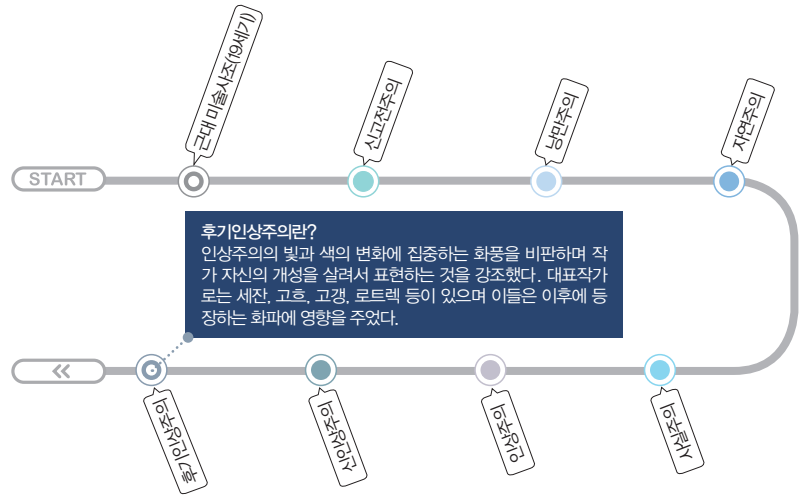 근대 미술사조(19세기)
신고전주의
낭만주의
자연주의
START
후기인상주의란?
인상주의의 빛과 색의 변화에 집중하는 화풍을 비판하며 작
가 자신의 개성을 살려서 표현하는 것을 강조했다. 대표작가
로는 세잔, 고흐, 고갱, 로트렉 등이 있으며 이들은 이후에 등
장하는 화파에 영향을 주었다.
후기인상주의
신인상주의
인상주의
사실주의